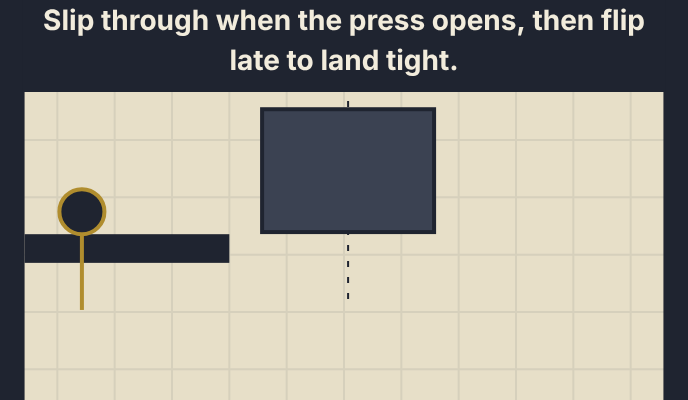 Slip through when the press opens, then flip
late to land tight.